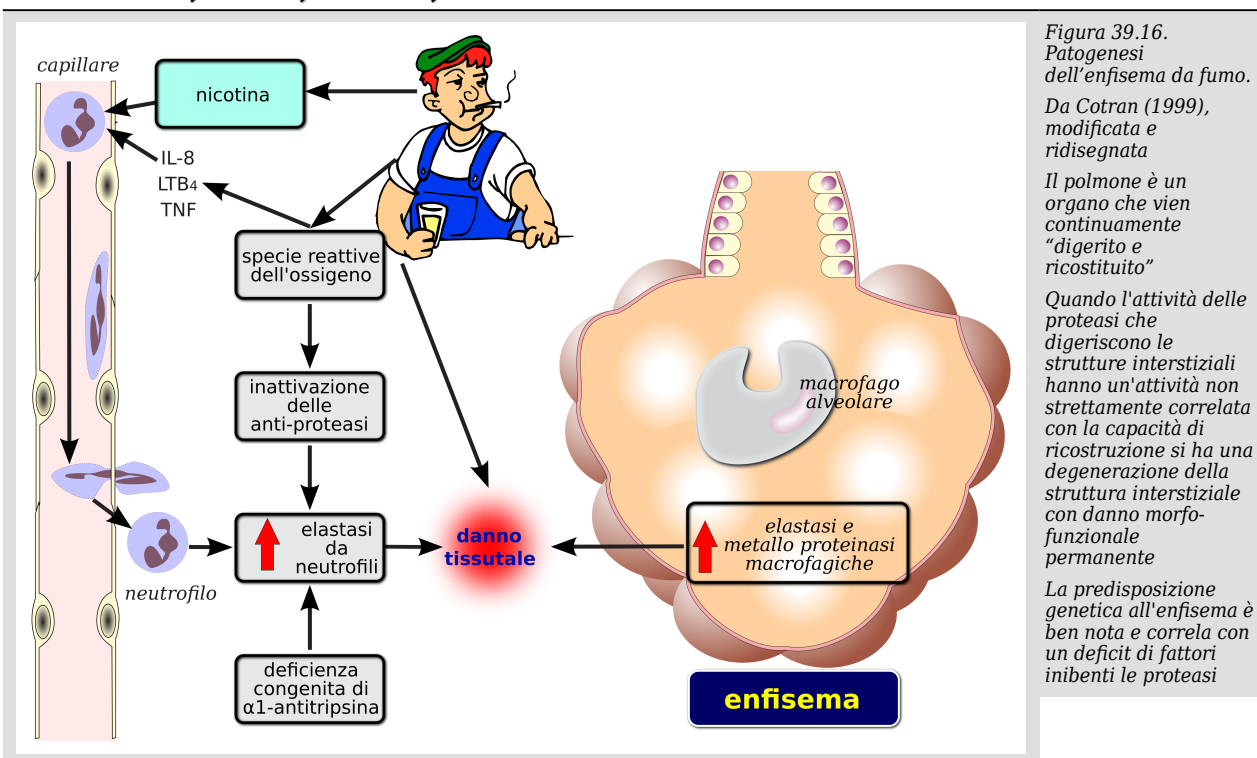 capillare
nicotina
IL-8
LTB4
TNF
specie reattive
dell'ossigeno
inattivazione
delle
anti-proteasi
elastasi
da
neutrofili
neutrofilo
deficienza
congenita di
α1-antitripsina
danno
tissutale
macrofago
alveolare
elastasi e
metallo proteinasi
macrofagiche
enfisema
Figura 39.16.
Patogenesi
dell’enfisema da fumo.
Da Cotran (1999),
modificata e
ridisegnata
Il polmone è un
organo che vien
continuamente
“digerito e
ricostituito”
Quando l'attività delle
proteasi che
digeriscono le
strutture interstiziali
hanno un'attività non
strettamente correlata
con la capacità di
ricostruzione si ha una
degenerazione della
struttura interstiziale
con danno morfo-
funzionale
permanente
La predisposizione
genetica all'enfisema è
ben nota e correla con
un deficit di fattori
inibenti le proteasi